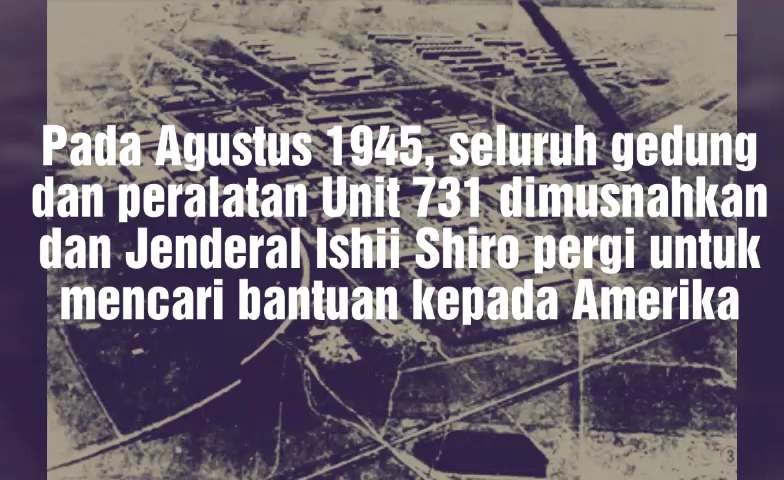 Pada Agustus 1945, seluruh gedung
dan peralatan Unit 731 dimusnahkan
dan Jenderal Ishii Shiro pergi untuk
mencari bantuan kepada Amerika
3